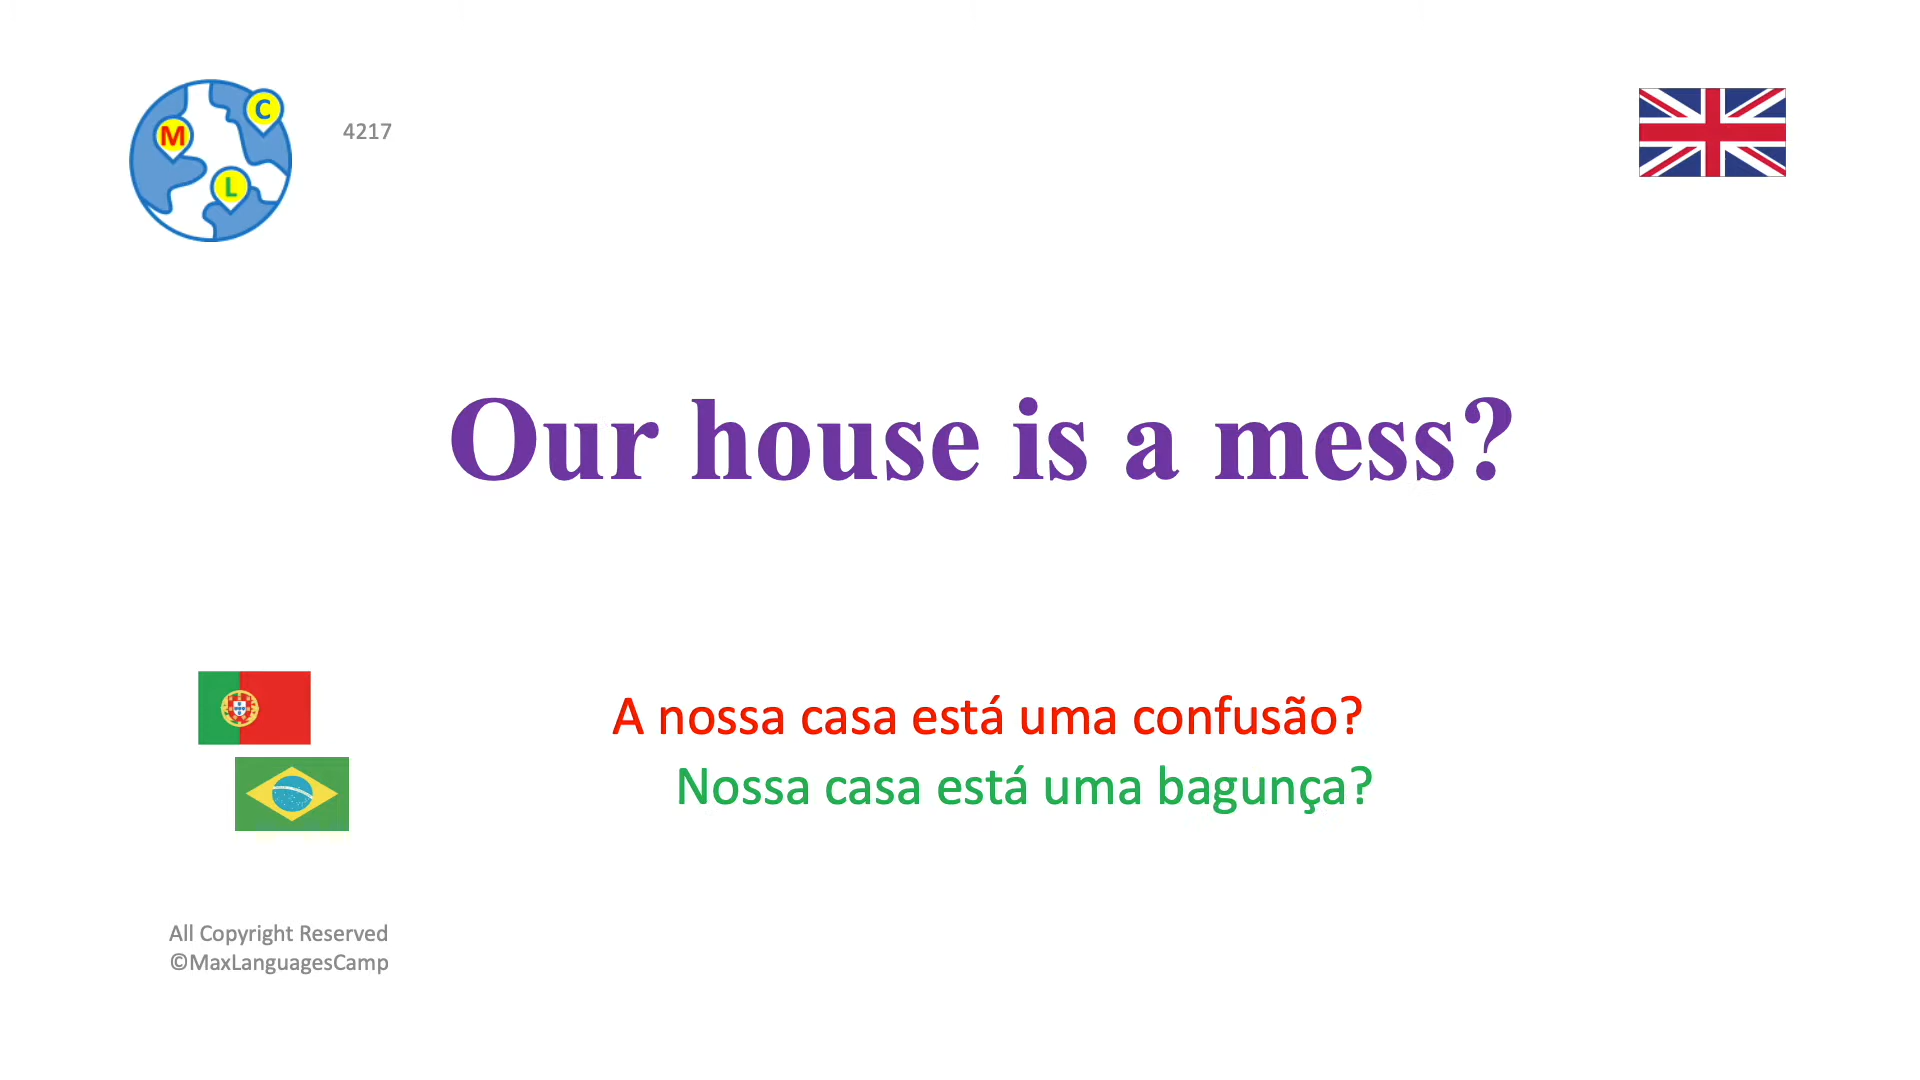 M
C
L
4217
Our house is a mess?
A nossa casa está uma confusão?
Nossa casa está uma bagunça?
All Copyright Reserved
©MaxLanguagesCamp